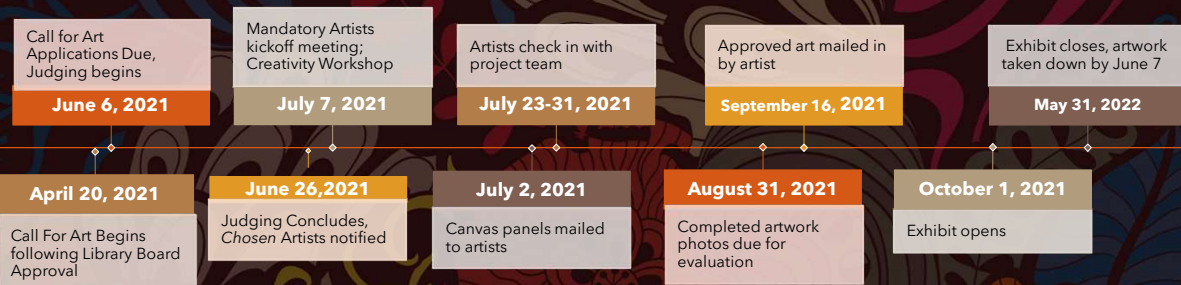 Call for Art
Applications Due,
Judging begins
June 6, 2021
Mandatory Artists
kickoff meeting;
Creativity Workshop
July 7, 2021
Artists check in with
project team
July 23-31, 2021
Approved art mailed in
by artist
September 16, 2021
Exhibit closes, artwork
taken down by June 7
May 31, 2022
April 20, 2021
Call For Art Begins
following Library Board
Approval
June 26,2021
Judging Concludes,
Chosen Artists notified
July 2, 2021
Canvas panels mailed
to artists
August 31, 2021
Completed artwork
photos due for
evaluation
October 1, 2021
Exhibit opens